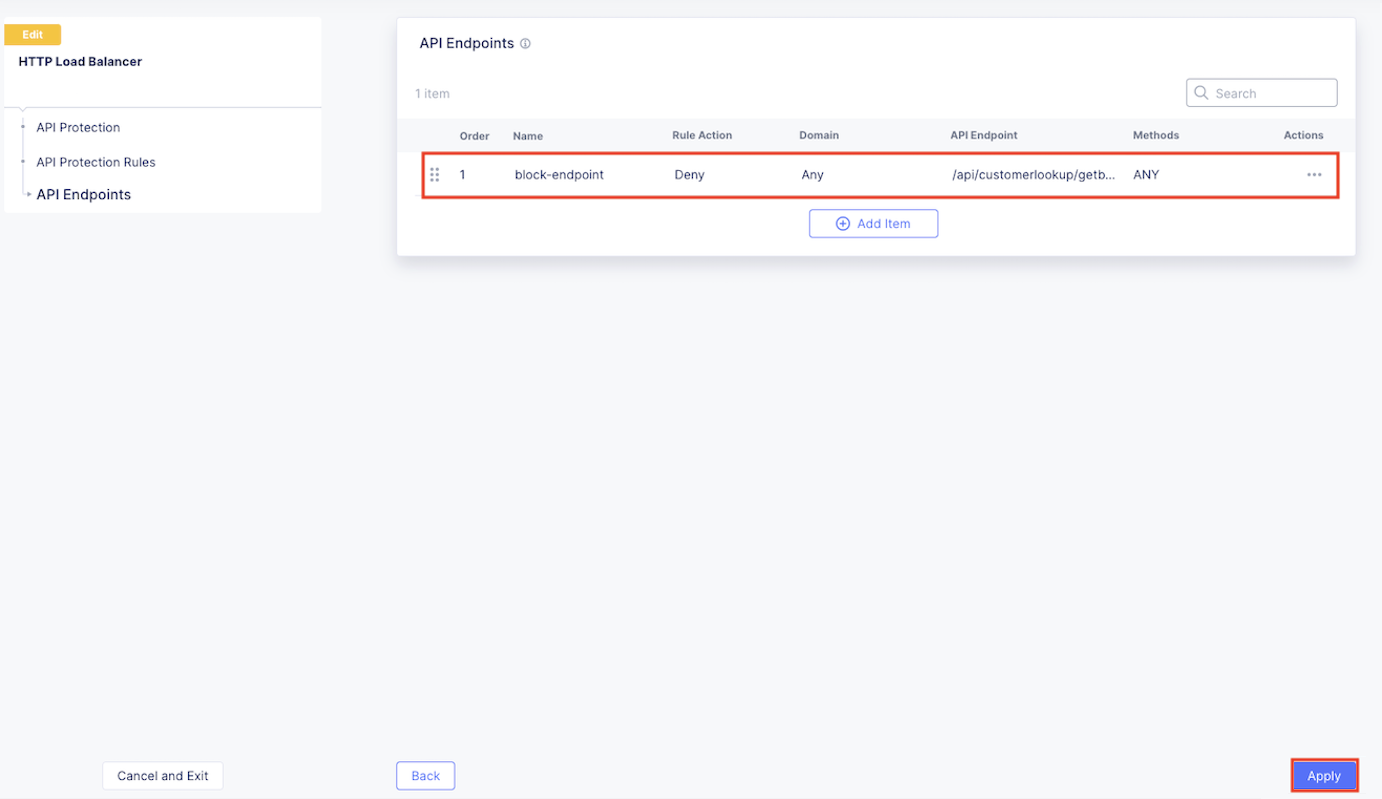 Edit
HTTP Load Balancer
API Protection
API Protection Rules
API Endpoints
API Endpoints
1 item
Search
Order Name Rule Action Domain API Endpoint Methods Actions
1 block-endpoint Deny Any /api/customerlookup/getb... ANY ...
Add Item
Cancel and Exit
Back
Apply